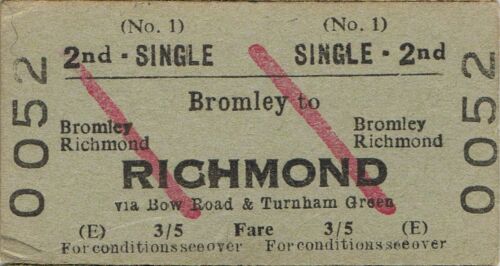 (No. 1) (No. 1)
2nd - SINGLE SINGLE - 2nd
0052 0052
Bromley to
Bromley Bromley
Richmond Richmond
RICHMOND
via Bow Road & Turnham Green
(E) 3/5 Fare 3/5 (E)
For conditions see over For conditions see over